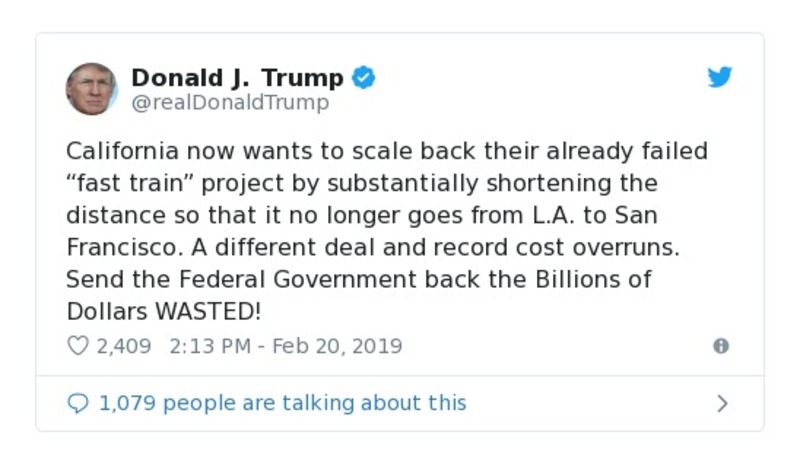 Donald J. Trump
@realDonaldTrump
California now wants to scale back their already failed
“fast train” project by substantially shortening the
distance so that it no longer goes from L.A. to San
Francisco. A different deal and record cost overruns.
Send the Federal Government back the Billions of
Dollars WASTED!
2,409 2:13 PM - Feb 20, 2019
1,079 people are talking about this